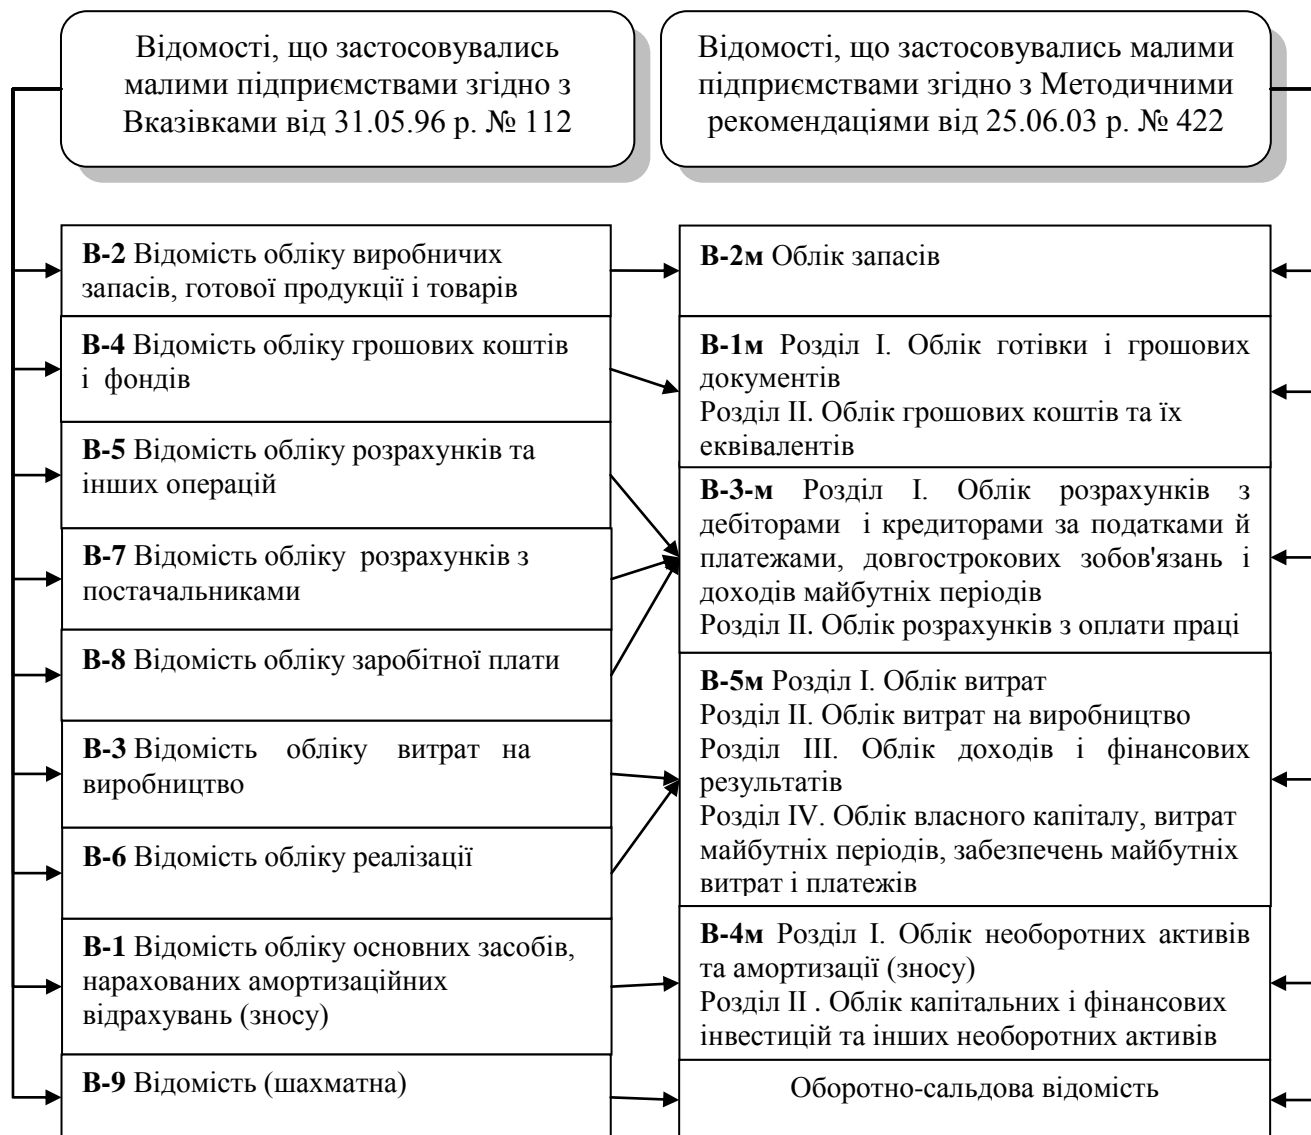 Відомості, що застосовувались
малими підприємствами згідно з
Вказівками від 31.05.96 р. № 112
Відомості, що застосовувались малими
підприємствами згідно з Методичними
рекомендаціями від 25.06.03 р. № 422
В-2 Відомість обліку виробничих
запасів, готової продукції і товарів
В-4 Відомість обліку грошових коштів
і фондів
В-5 Відомість обліку розрахунків та
інших операцій
В-7 Відомість обліку розрахунків з
постачальниками
В-8 Відомість обліку заробітної плати
В-3 Відомість обліку витрат на
виробництво
В-6 Відомість обліку реалізації
В-1 Відомість обліку основних засобів,
нарахованих амортизаційних
відрахувань (зносу)
В-9 Відомість (шахматна)
В-2м Облік запасів
В-1м Розділ І. Облік готівки і грошових
документів
Розділ ІІ. Облік грошових коштів та їх
еквівалентів
В-3-м Розділ І. Облік розрахунків з
дебіторами і кредиторами за податками й
платежами, довгострокових зобов'язань і
доходів майбутніх періодів
Розділ ІІ. Облік розрахунків з оплати праці
В-5м Розділ І. Облік витрат
Розділ ІІ. Облік витрат на виробництво
Розділ ІІІ. Облік доходів і фінансових
результатів
Розділ IV. Облік власного капіталу, витрат
майбутніх періодів, забезпечень майбутніх
витрат і платежів
В-4м Розділ І. Облік необоротних активів
та амортизації (зносу)
Розділ ІІ . Облік капітальних і фінансових
інвестицій та інших необоротних активів
Оборотно-сальдова відомість